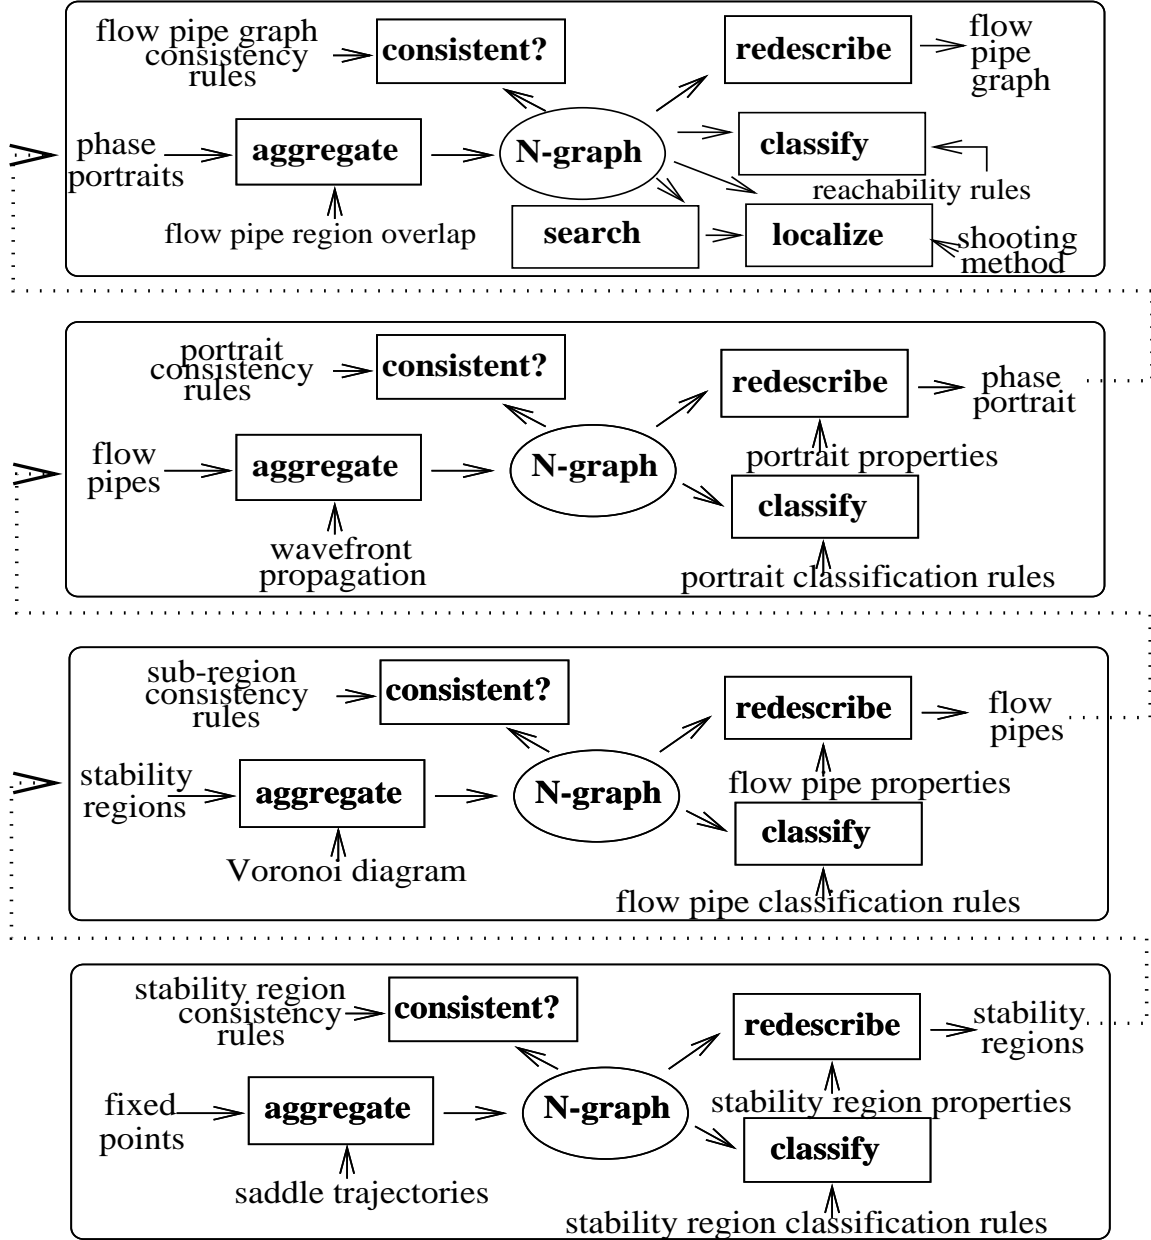 flow pipe graph
consistency
rules
consistent?
redescribe
flow
pipe
graph
phase
portraits
aggregate
N-graph
classify
reachability rules
flow pipe region overlap
search
localize
shooting
method
portrait
consistency
rules
consistent?
redescribe
phase
portrait
flow
pipes
aggregate
N-graph
portrait properties
classify
wavefront
propagation
portrait classification rules
sub-region
consistency
rules
consistent?
redescribe
flow
pipes
stability
regions
aggregate
N-graph
flow pipe properties
classify
Voronoi diagram
flow pipe classification rules
stability region
consistency
rules
consistent?
redescribe
stability
regions
fixed
points
aggregate
N-graph
stability region properties
classify
saddle trajectories
stability region classification rules